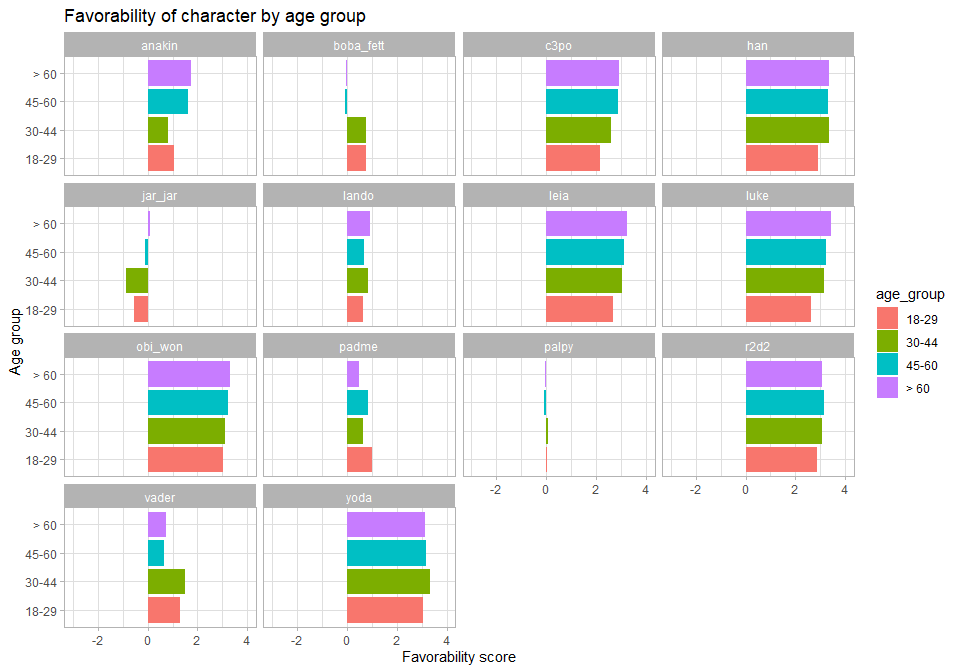 Favorability of character by age group
anakin boba_fett c3po han
> 60
45-60
30-44
18-29
jar_jar lando leia luke
> 60
45-60
30-44
18-29
obi_won padme palpy r2d2
> 60
45-60
30-44
18-29
-2 0 2 4 -2 0 2 4
vader yoda
> 60
45-60
30-44
18-29
-2 0 2 4 -2 0 2 4
Favorability score
Age group
age_group
18-29
30-44
45-60
> 60